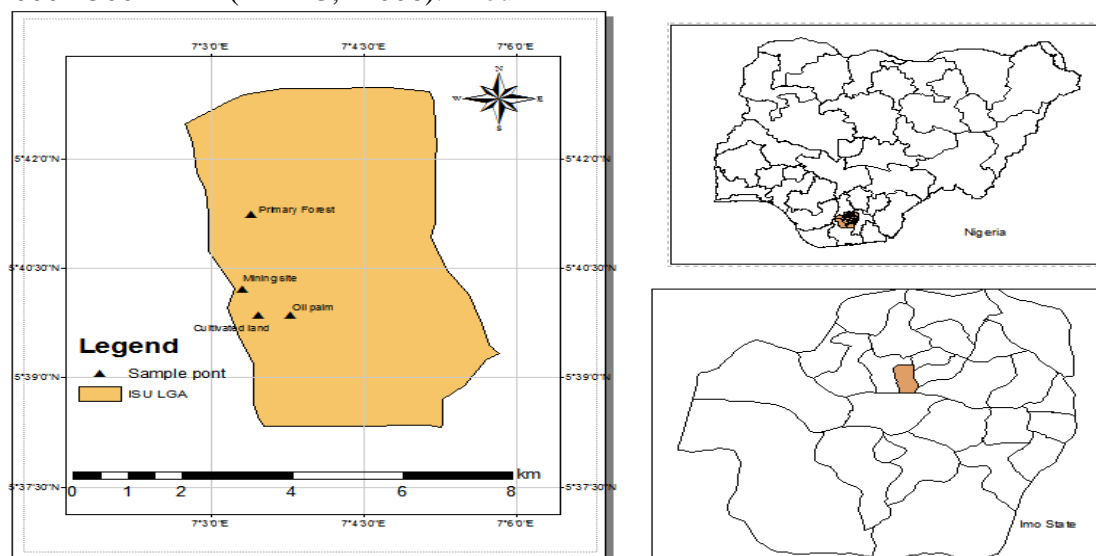 7°3'0"E 7°4'30"E 7°6'0"E
N
W E
S
5°42'0"N 5°42'0"N
Primary Forest
5°40'30"N 5°40'30"N
Mining site
Oil palm
Cultivated land
Legend
Sample pont
ISU LGA
5°39'0"N 5°39'0"N
km
5°37'30"N 5°37'30"N
0 1 2 4 6 8
7°3'0"E 7°4'30"E 7°6'0"E
Nigeria
Imo State